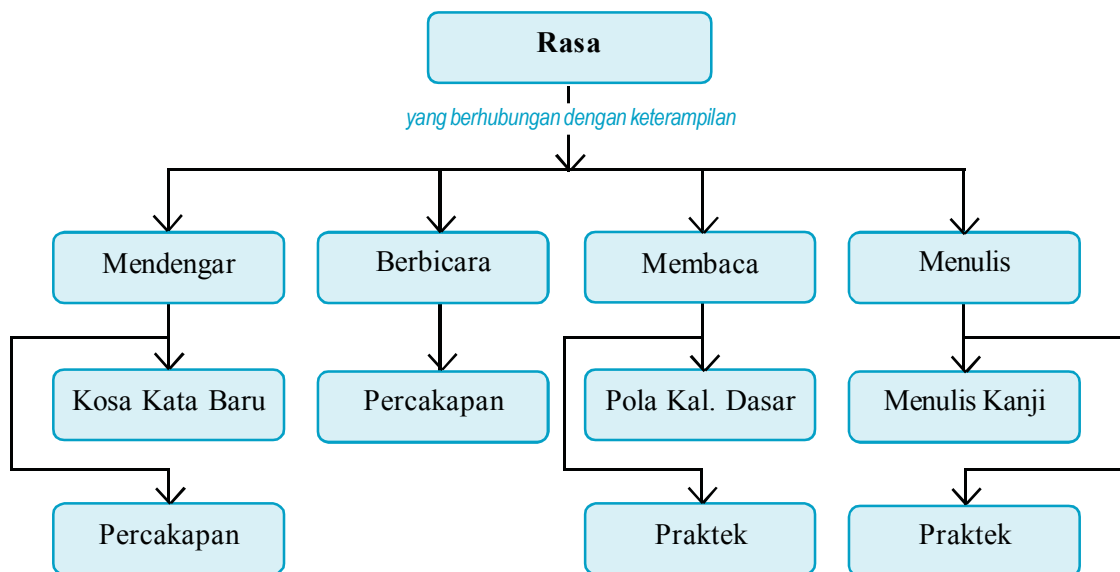 Rasa
yang berhubungan dengan keterampilan
Mendengar
Berbicara
Membaca
Menulis
Kosa Kata Baru
Percakapan
Pola Kal. Dasar
Menulis Kanji
Percakapan
Praktek
Praktek